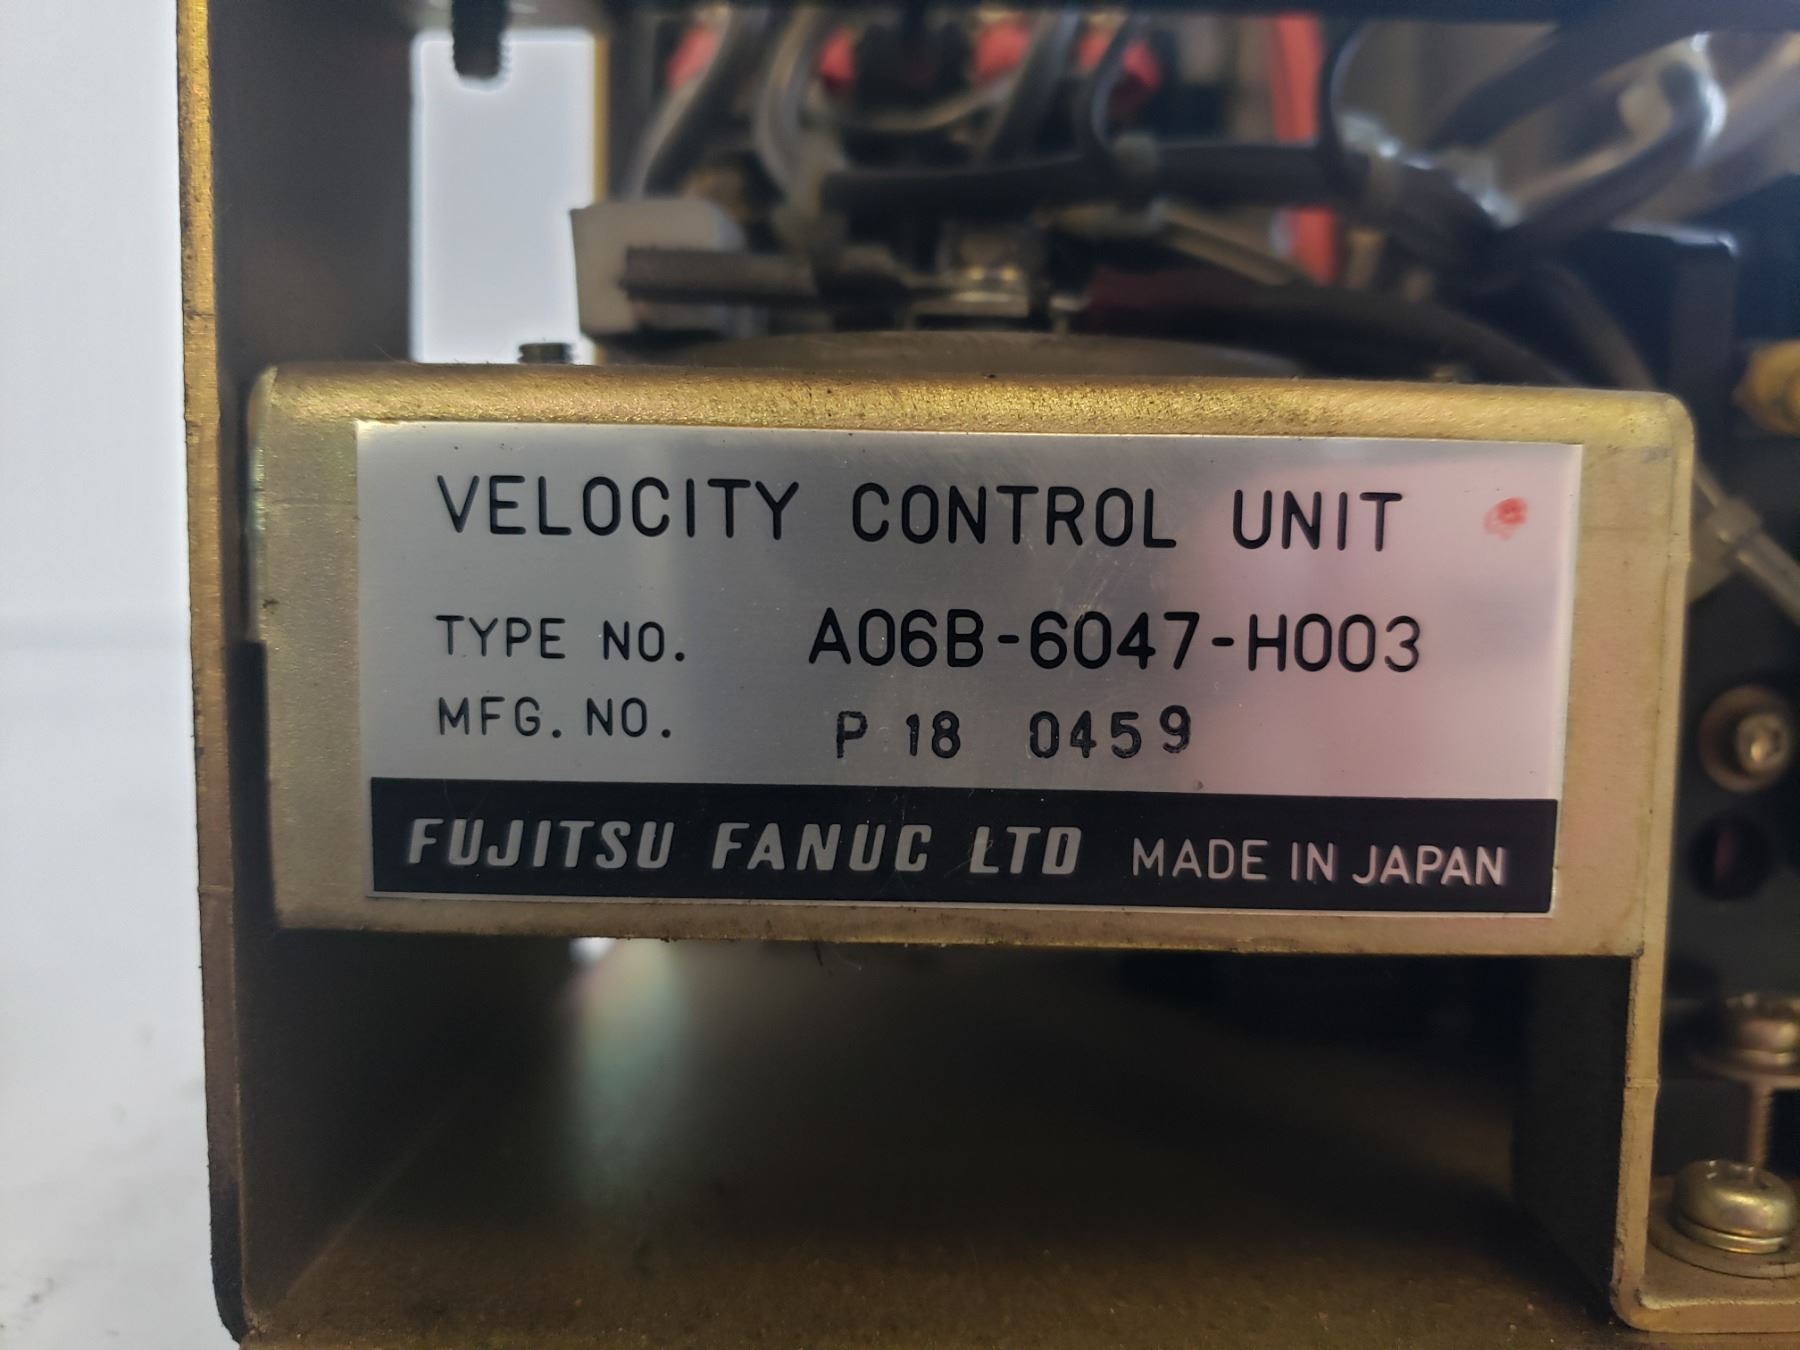 VELOCITY CONTROL UNIT
TYPE NO. A06B-6047-H003
MFG. NO. P 18 0459
FUJITSU FANUC LTD MADE IN JAPAN